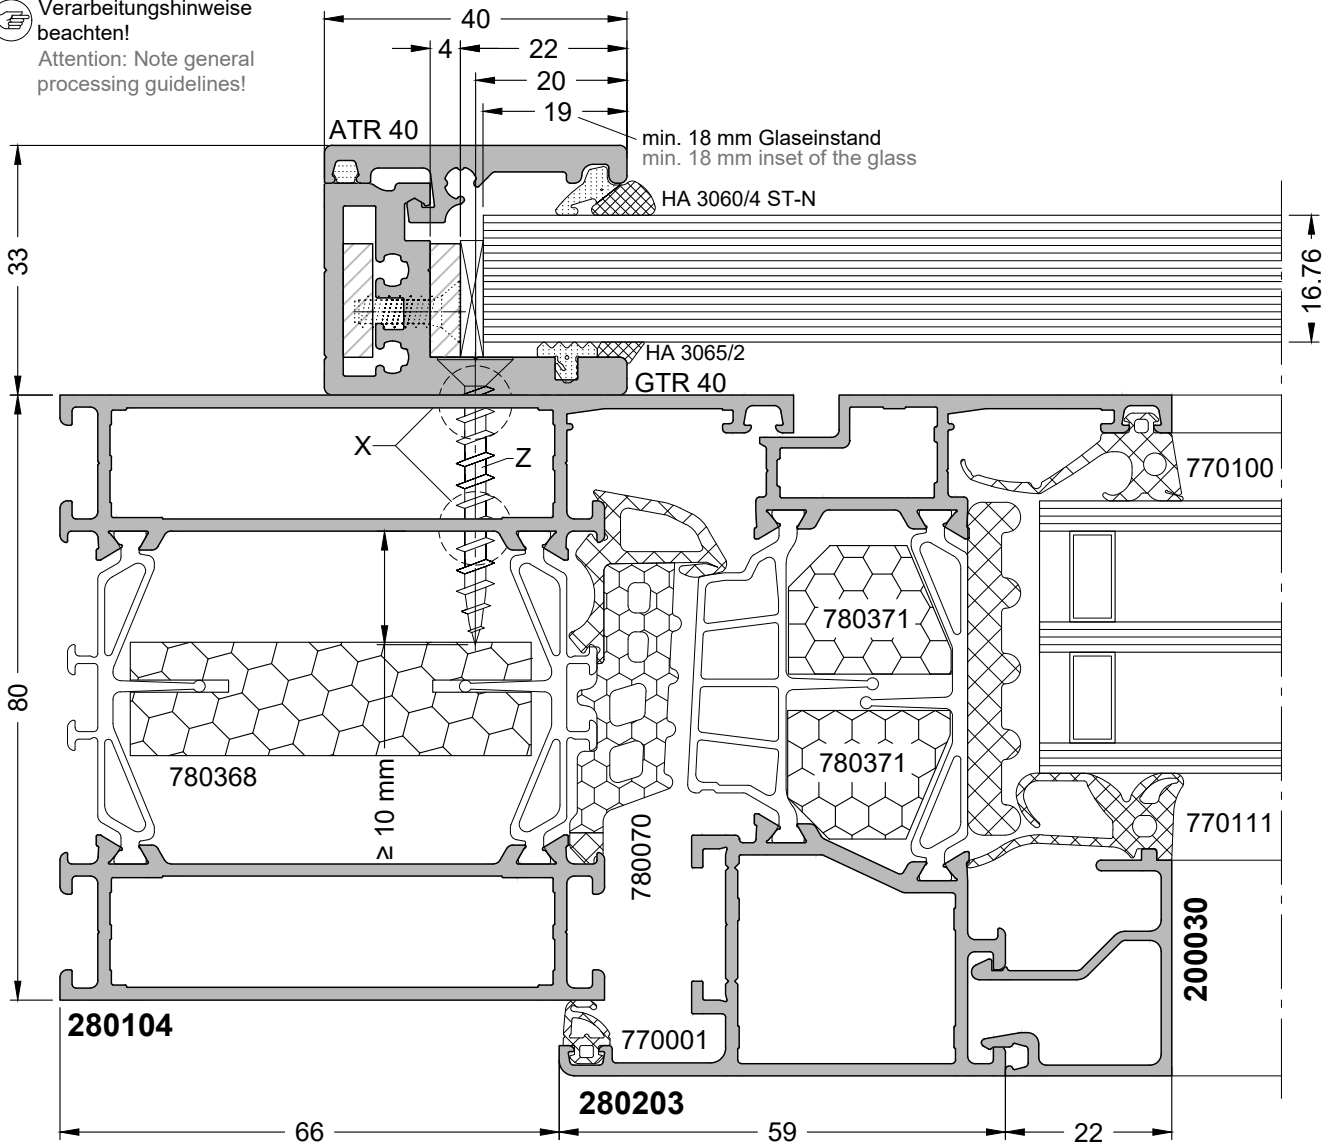 Verarbeitungshinweise
beachten!
Attention: Note general
processing guidelines!
40
4
22
20
19
ATR 40
min. 18 mm Glaseinstand
min. 18 mm inset of the glass
HA 3060/4 ST-N
33
16.76
HA 3065/2
GTR 40
X
Z
770100
780371
80
780368
780371
≥ 10 mm
780070
770111
200030
280104
770001
280203
66
59
22